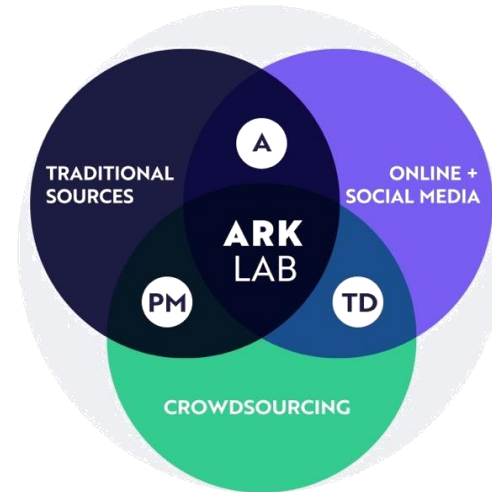 A
TRADITIONAL
SOURCES
ONLINE +
SOCIAL MEDIA
ARK
LAB
PM
TD
CROWDSOURCING